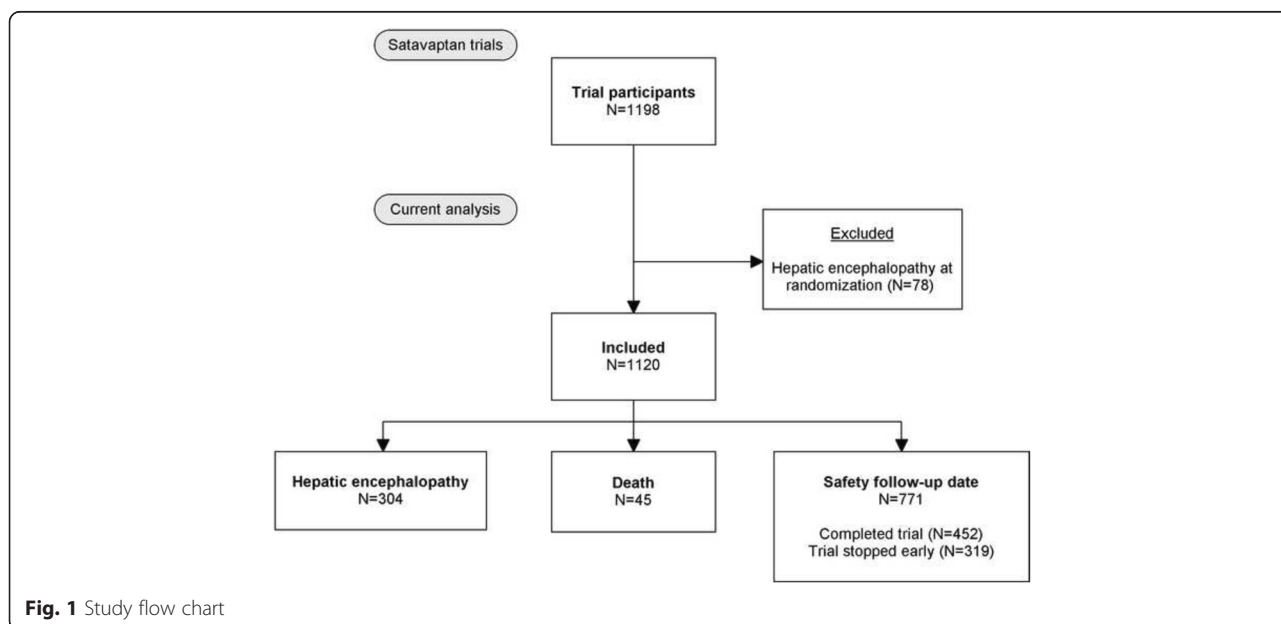 Satavaptan trials
Trial participants
N=1198
Current analysis
Excluded
Hepatic encephalopathy at
randomization (N=78)
Included
N=1120
Hepatic encephalopathy
N=304
Death
N=45
Safety follow-up date
N=771
Completed trial (N=452)
Trial stopped early (N=319)
Fig. 1 Study flow chart